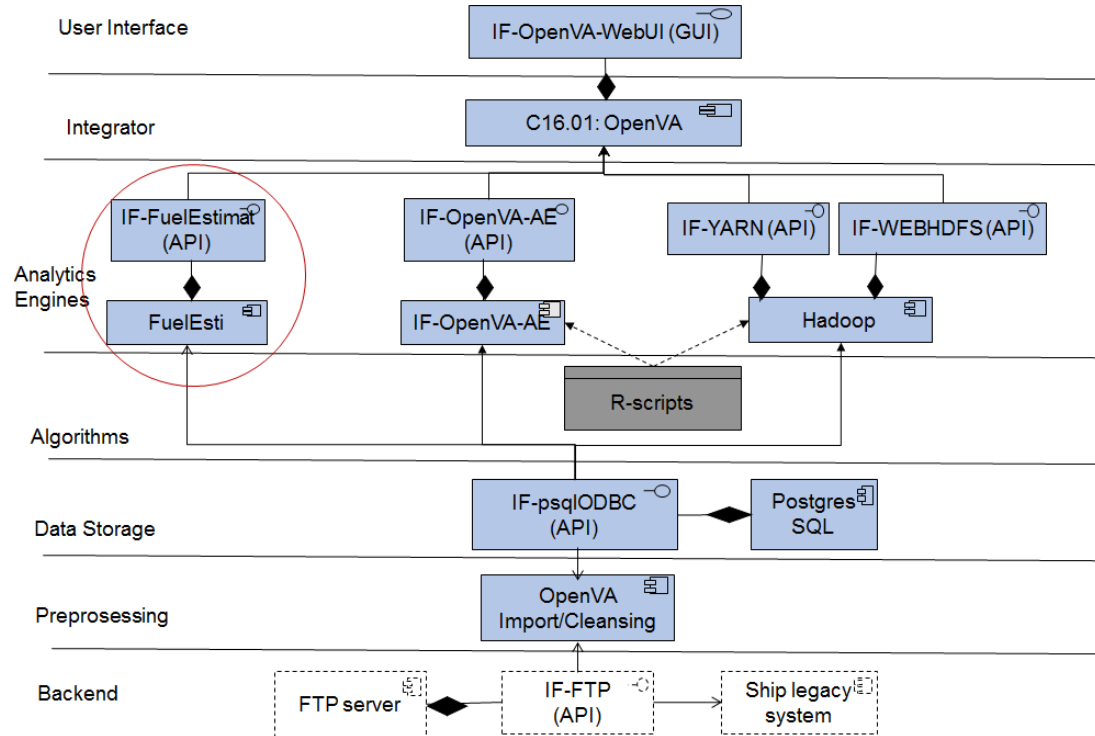 User Interface
IF-OpenVA-WebUI (GUI)
Integrator
C16.01: OpenVA
IF-FuelEstimat
(API)
IF-OpenVA-AE
(API)
IF-YARN (API)
IF-WEBHDFS (API)
Analytics
Engines
FuelEsti
IF-OpenVA-AE
Hadoop
R-scripts
Algorithms
IF-psqlODBC
(API)
Postgres
SQL
Data Storage
OpenVA
Import/Cleansing
Preprosessing
Backend
FTP server
IF-FTP
(API)
Ship legacy
system